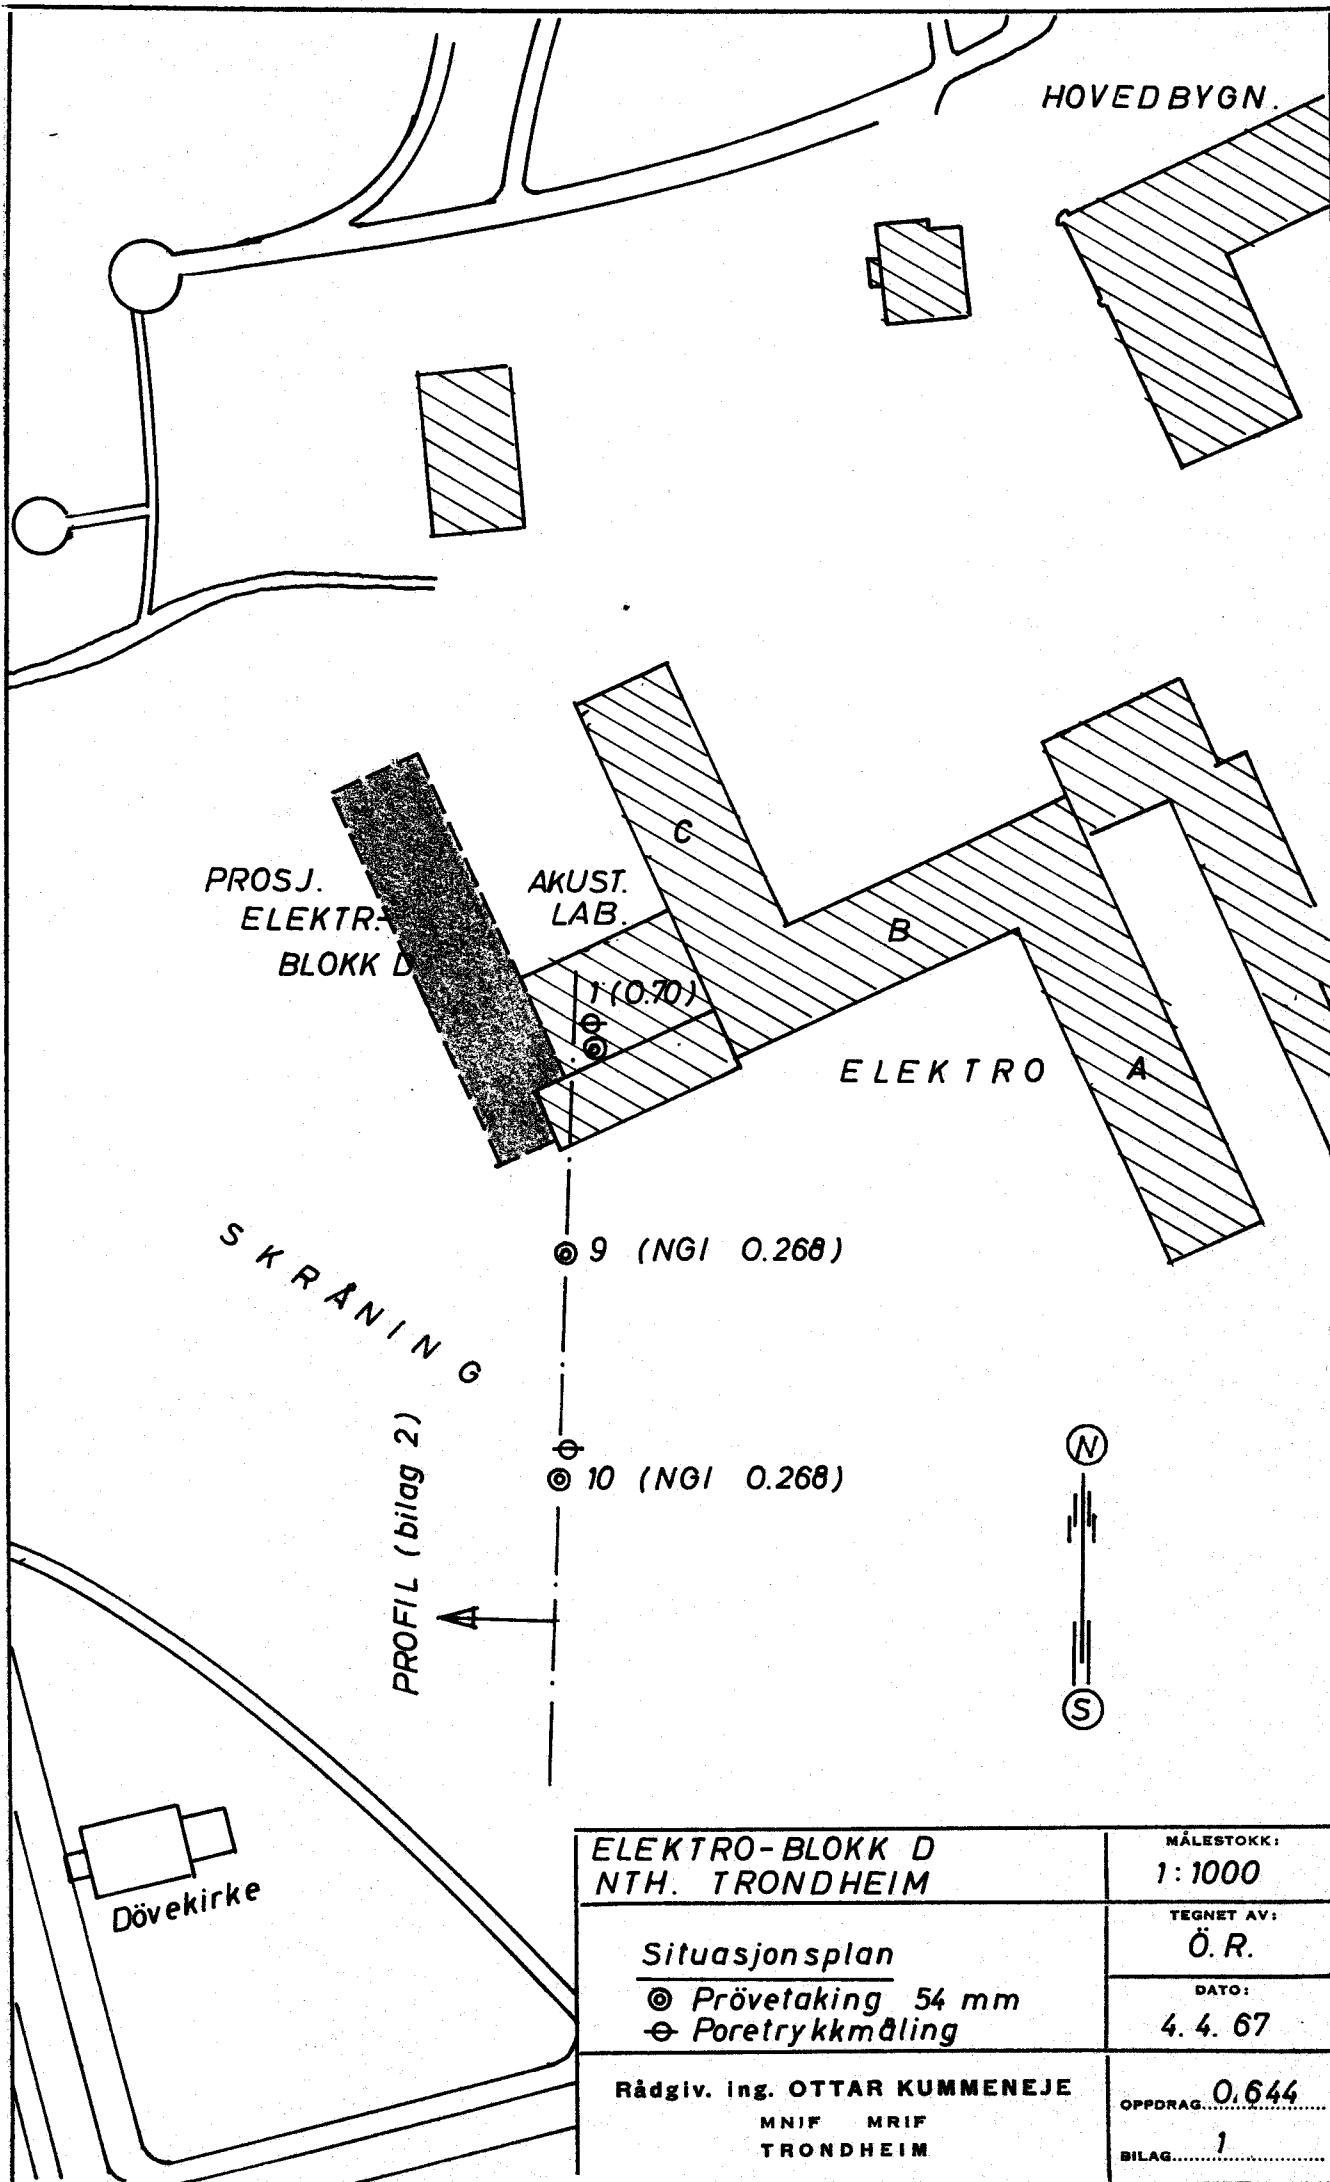 HOVEDBYGN.
C
PROSJ.
ELEKTR.-
BLOKK D
AKUST.
LAB.
B
1 (0.70)
ELEKTRO
A
SKRÅNING
9 (NGI 0.268)
PROFIL (bilag 2)
10 (NGI 0.268)
N
S
Dövekirke
ELEKTRO-BLOKK D
NTH. TRONDHEIM
MÅLESTOKK:
1:1000
Situasjonsplan
Prövetaking 54 mm
Poretrykkmåling
TEGNET AV:
Ö.R.
DATO:
4.4.67
Rådgiv. ing. OTTAR KUMMENEJE
MNIF MRIF
TRONDHEIM
OPPDRAG 0.644
BILAG 1